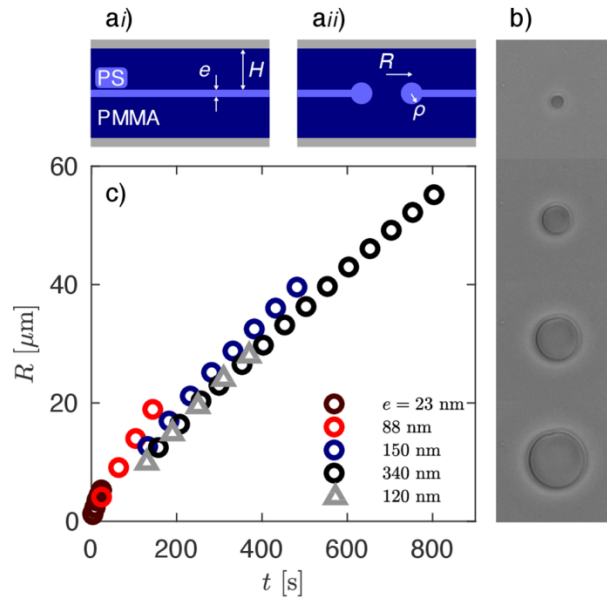 ai)
aii)
b)
PS
e
H
R
ρ
PMMA
c)
60
40
20
0
R [μm]
e = 23 nm
88 nm
150 nm
340 nm
120 nm
0 200 400 600 800
t [s]